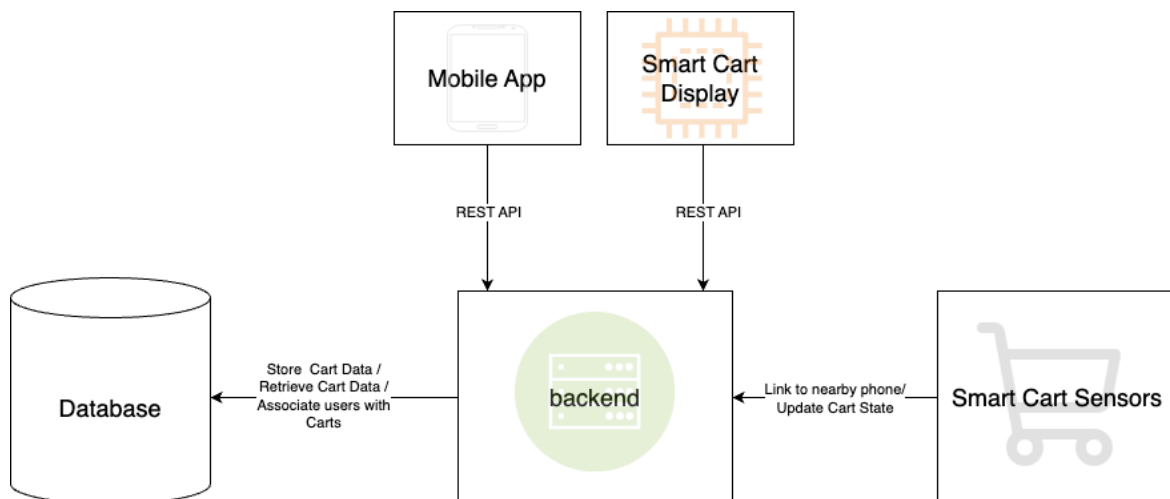 Mobile App
Smart Cart
Display
REST API
REST API
Store Cart Data /
Retrieve Cart Data /
Associate users with
Carts
Database
backend
Link to nearby phone/
Update Cart State
Smart Cart Sensors